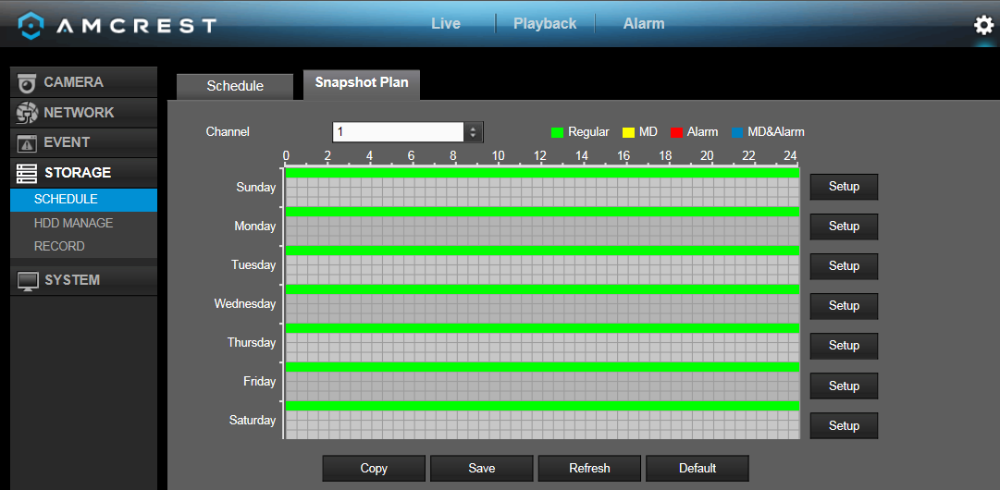 AMCREST
Live Playback Alarm
CAMERA
NETWORK
EVENT
STORAGE
SCHEDULE
HDD MANAGE
RECORD
SYSTEM
Schedule Snapshot Plan
Channel 1 Regular MD Alarm MD&Alarm
0 2 4 6 8 10 12 14 16 18 20 22 24
Sunday Setup
Monday Setup
Tuesday Setup
Wednesday Setup
Thursday Setup
Friday Setup
Saturday Setup
Copy Save Refresh Default